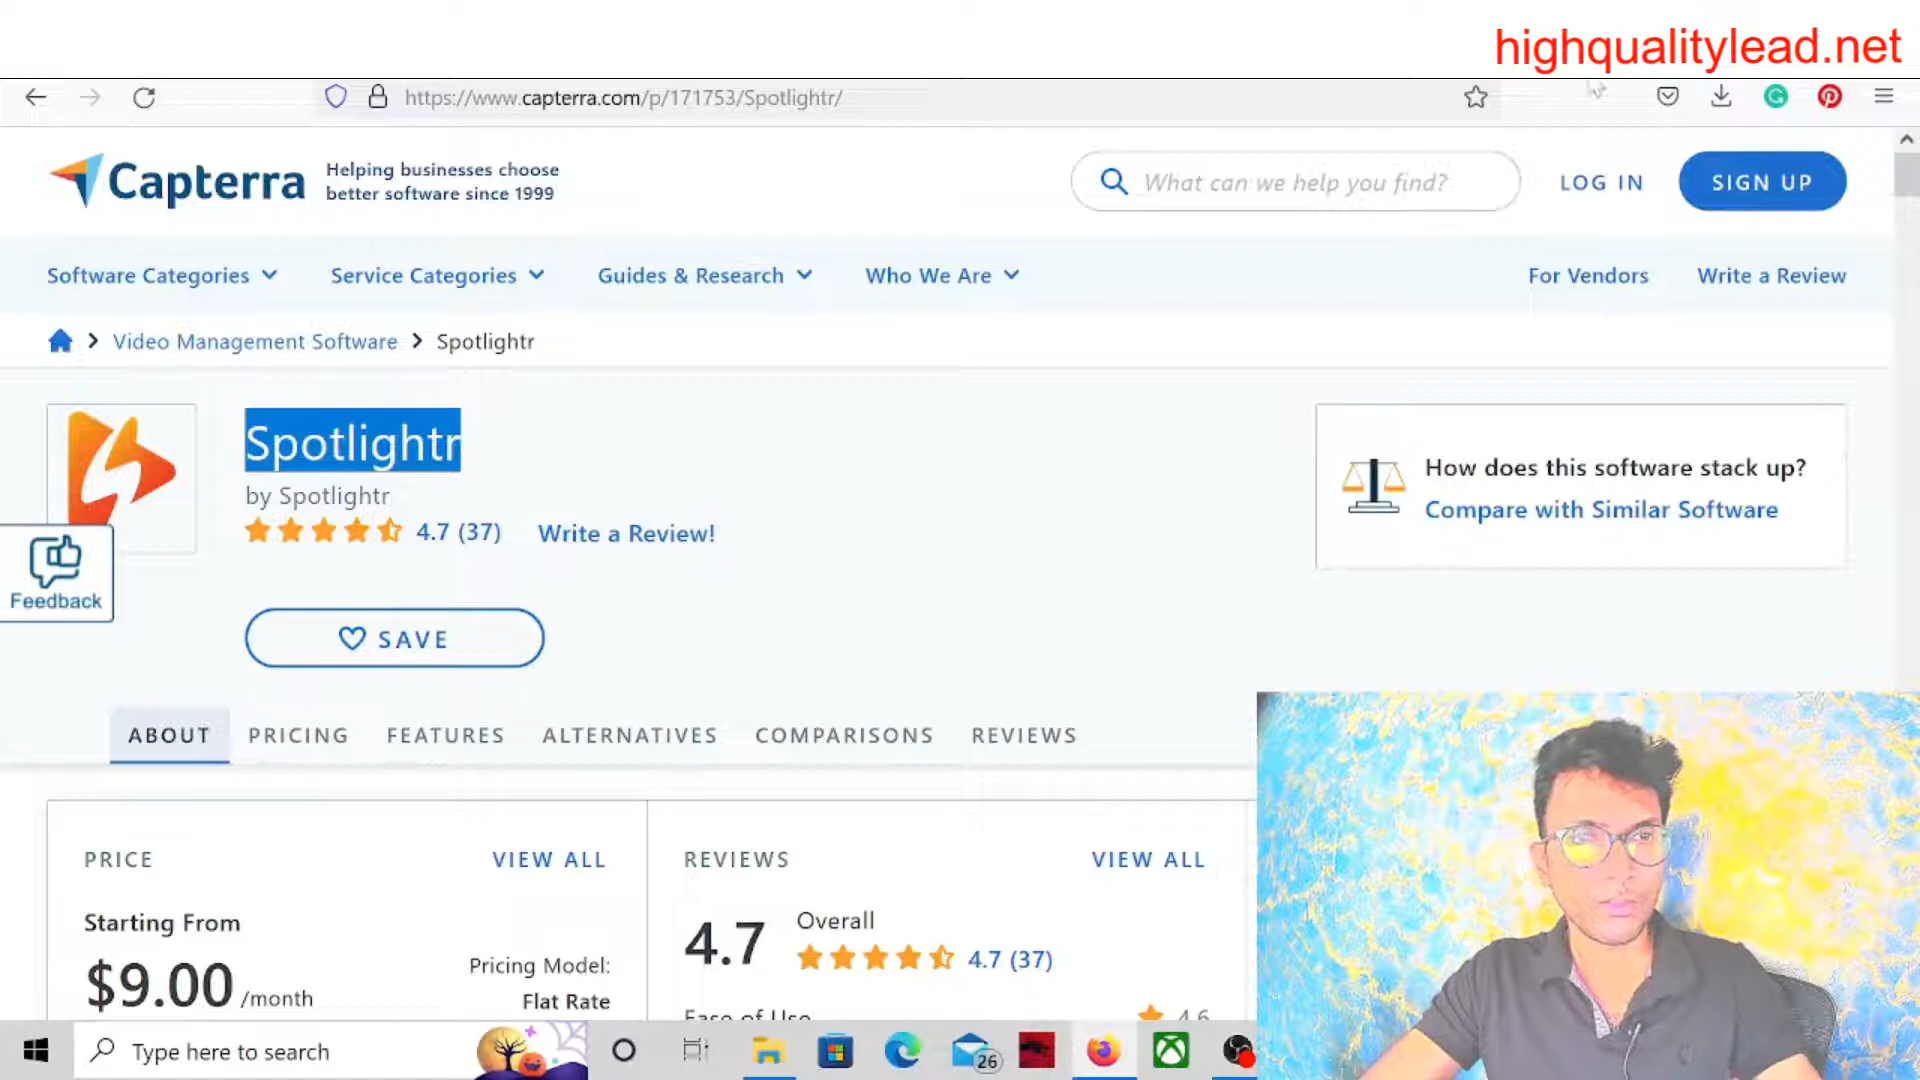 highqualitylead.net
https://www.capterra.com/p/171753/Spotlightr/
Capterra
Helping businesses choose
better software since 1999
What can we help you find?
LOG IN
SIGN UP
Software Categories
Service Categories
Guides & Research
Who We Are
For Vendors
Write a Review
Video Management Software
Spotlightr
Spotlightr
by Spotlightr
4.7 (37)
Write a Review!
How does this software stack up?
Compare with Similar Software
Feedback
SAVE
ABOUT
PRICING
FEATURES
ALTERNATIVES
COMPARISONS
REVIEWS
PRICE
VIEW ALL
Starting From
$9.00 /month
Pricing Model:
Flat Rate
REVIEWS
VIEW ALL
4.7
Overall
4.7 (37)
Ease of Use
4.6
Type here to search
26